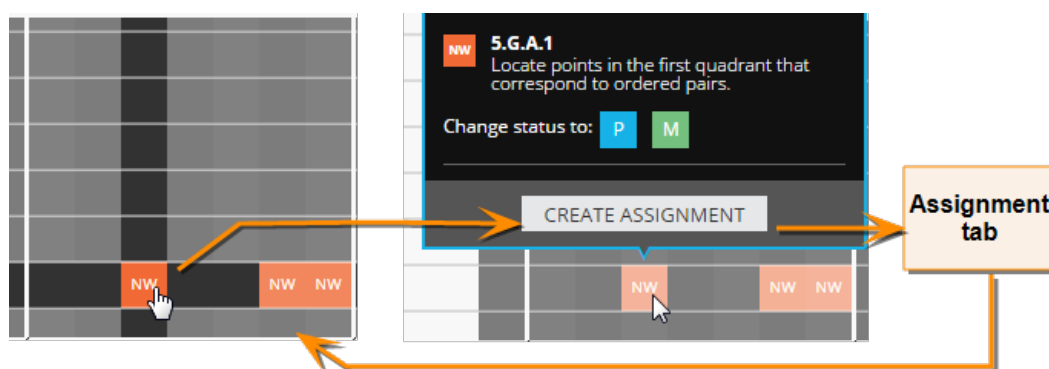 NW 5.G.A.1
Locate points in the first quadrant that
correspond to ordered pairs.
Change status to: P M
CREATE ASSIGNMENT
Assignment
tab
NW NW NW
NW NW NW